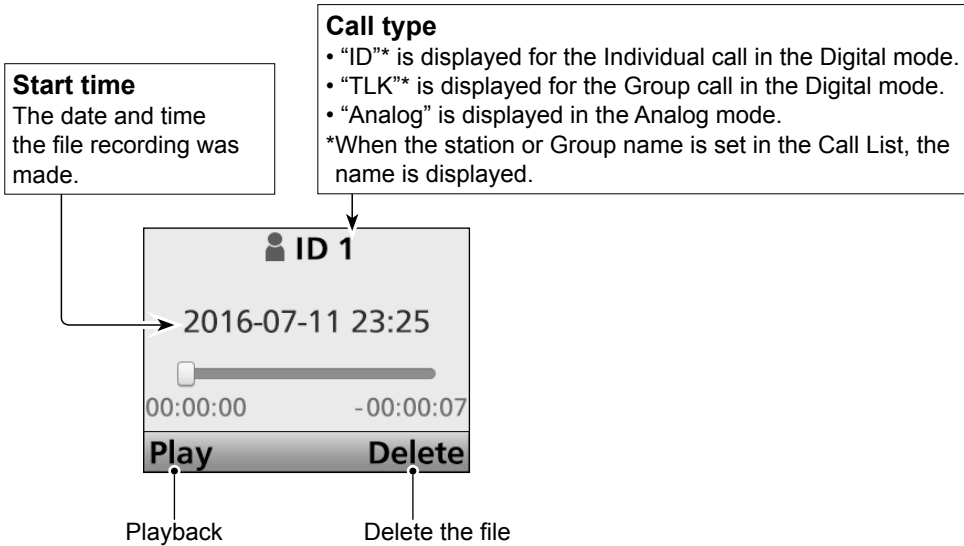 Call type
• “ID”* is displayed for the Individual call in the Digital mode.
• “TLK”* is displayed for the Group call in the Digital mode.
• “Analog” is displayed in the Analog mode.
*When the station or Group name is set in the Call List, the
name is displayed.
Start time
The date and time
the file recording was
made.
ID 1
2016-07-11 23:25
00:00:00 -00:00:07
Play Delete
Playback Delete the file